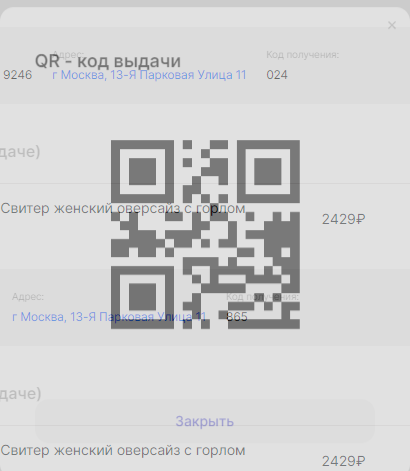 Адрес:
Код получения:
QR - код выдачи
9246
г Москва, 13-Я Парковая Улица 11
024
даче)
Свитер женский оверсайз с горлом
2429₽
Адрес:
Код получения:
г Москва, 13-Я Парковая Улица 11
865
даче)
Закрыть
Свитер женский оверсайз с горлом
2429₽